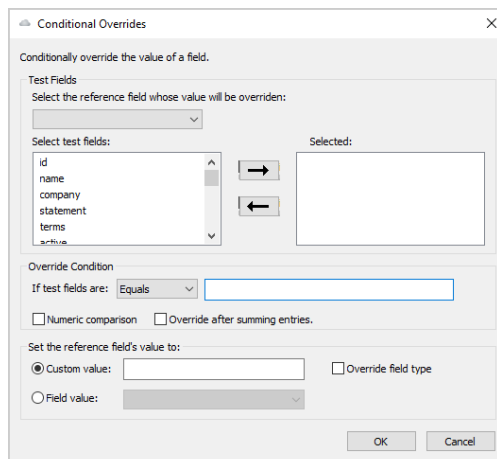 Conditional Overrides
Conditionally override the value of a field.
Test Fields
Select the reference field whose value will be overriden:
Select test fields:
Selected:
id
name
company
statement
terms
active
Override Condition
If test fields are: Equals
Numeric comparison Override after summing entries.
Set the reference field's value to:
Custom value: Override field type
Field value:
OK Cancel